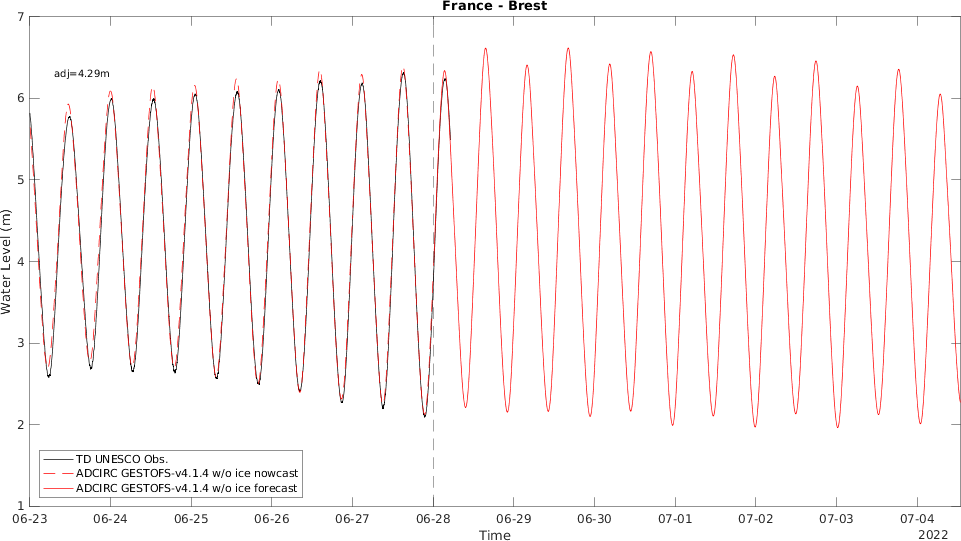 France - Brest
adj=4.29m
7
6
5
4
3
2
1
Water Level (m)
TD UNESCO Obs.
ADCIRC GESTOFS-v4.1.4 w/o ice nowcast
ADCIRC GESTOFS-v4.1.4 w/o ice forecast
06-23 06-24 06-25 06-26 06-27 06-28 06-29 06-30 07-01 07-02 07-03 07-04
Time
2022